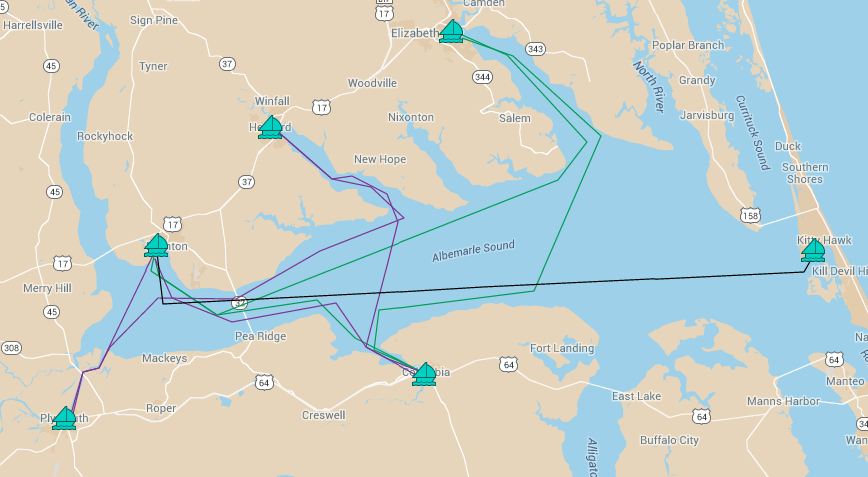 Camden
17
Harrellsville
Sign Pine
Elizabeth
343
Poplar Branch
45
37
Tyner
344
North River
Grandy
Woodville
Winfall
17
Jarvisburg
Colerain
Nixonton
Salem
Currituck Sound
Rockyhock
Duck
New Hope
Southern
Shores
37
45
158
17
Kitty Hawk
Albemarle Sound
17
Kill Devil Hi
Merry Hill
45
37
308
Pea Ridge
Fort Landing
Mackeys
64
64
64
Manteo
East Lake
Manns Harbor
Roper
Creswell
64
Buffalo City